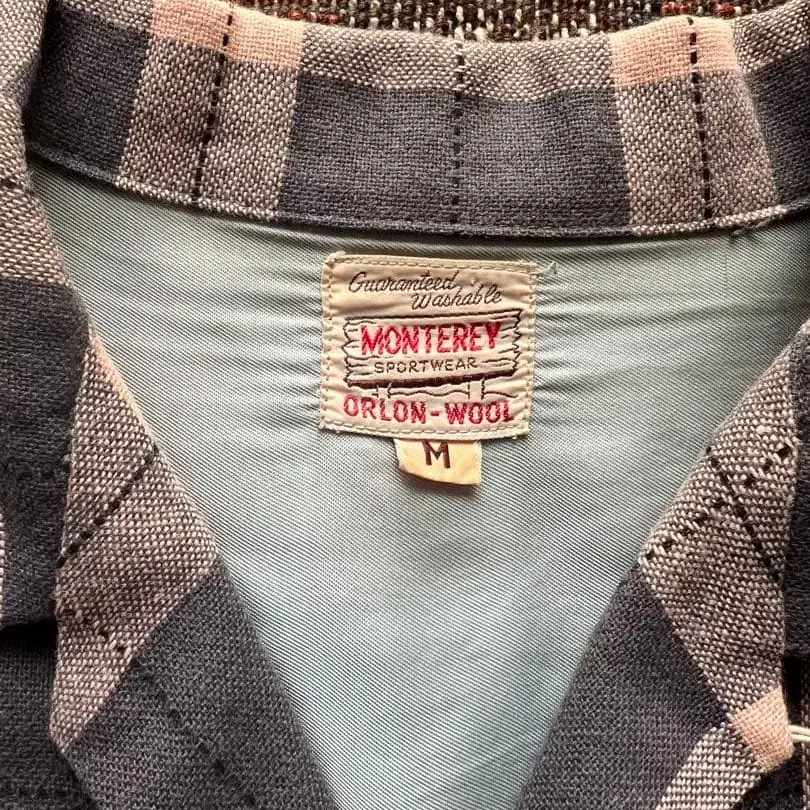 Guaranteed
Washable
MONTEREY
SPORTWEAR
ORLON-WOOL
M